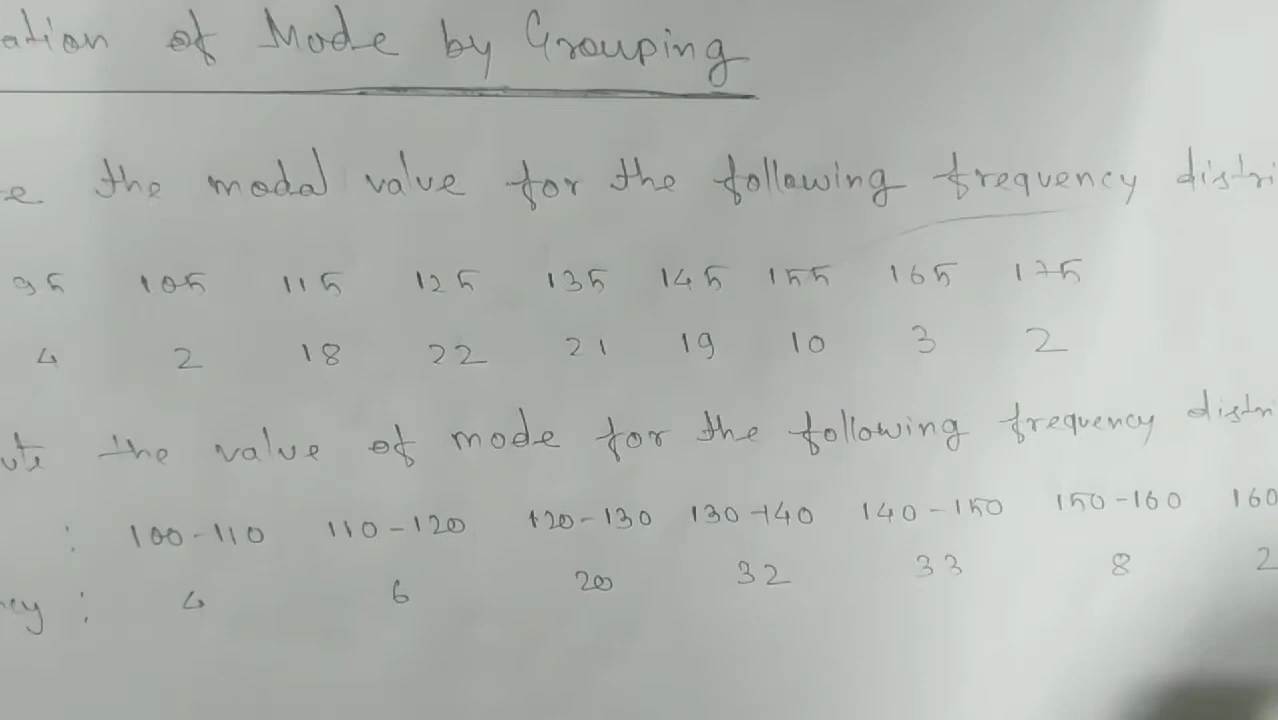 ation of Mode by Grouping
e the modal value for the following frequency distri
95 105 115 125 135 145 155 165 175
4 2 18 22 21 19 10 3 2
ute the value of mode for the following frequency distri
: 100-110 110-120 120-130 130-140 140-150 150-160 160
ncy : 4 6 20 32 33 8 2